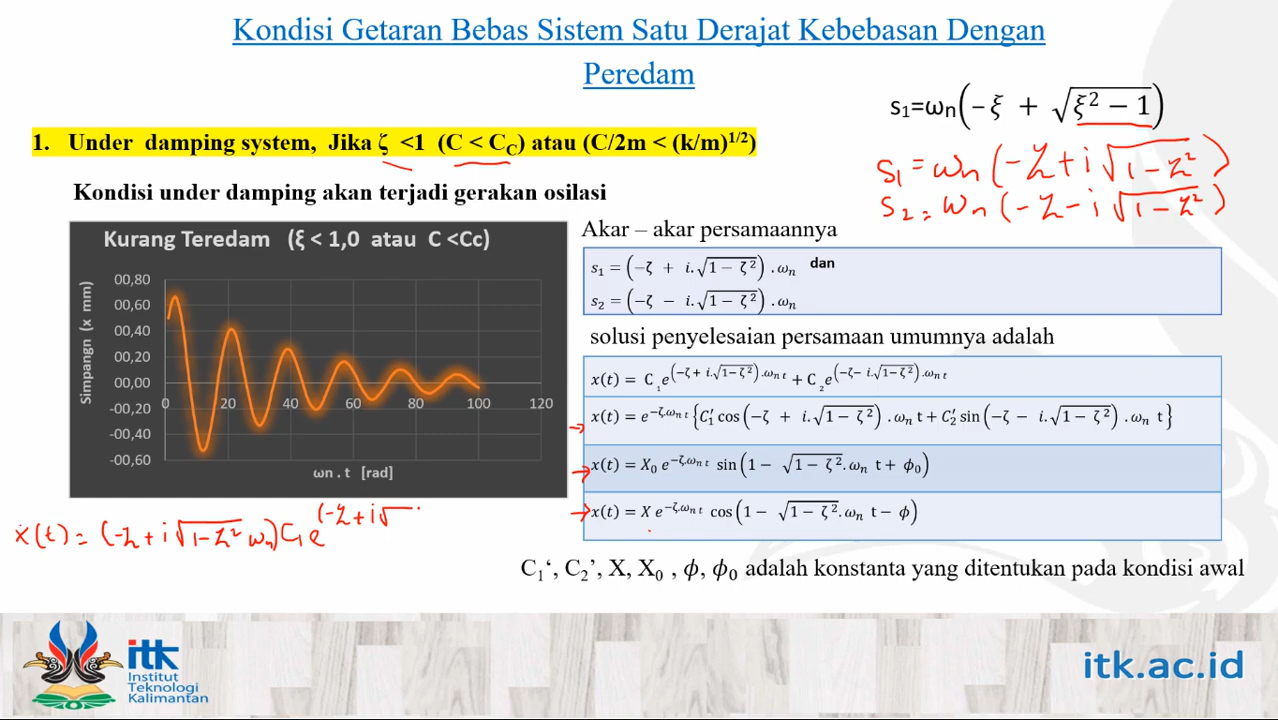 Kondisi Getaran Bebas Sistem Satu Derajat Kebebasan Dengan
Peredam
s₁=ωn(−ξ + √(ξ² − 1))
1. Under damping system, Jika ζ <1 (C < C_C) atau (C/2m < (k/m)^1/2)
s₁ = ωn (−ζ + i √(1−ζ²))
s₂ = ωn (−ζ − i √(1−ζ²))
Kondisi under damping akan terjadi gerakan osilasi
Kurang Teredam (ξ < 1,0 atau C <Cc)
Simpangn (x mm)
00,80
00,60
00,40
00,20
00,00
-00,20
-00,40
-00,60
0 20 40 60 80 100 120
ωn . t [rad]
Akar – akar persamaannya
s₁ = (−ζ + i.√(1 − ζ²)) . ωₙ dan
s₂ = (−ζ − i.√(1 − ζ²)) . ωₙ
solusi penyelesaian persamaan umumnya adalah
x(t) = C₁e^((−ζ + i.√(1−ζ²)).ωₙ t) + C₂e^((−ζ− i.√(1−ζ²)).ωₙ t)
x(t) = e^(−ζ.ωₙ t) {C₁′ cos(−ζ + i.√(1 − ζ²)) . ωₙ t + C₂′ sin(−ζ − i.√(1 − ζ²)) . ωₙ t}
x(t) = X₀ e^(−ζ.ωₙ t) sin(1 − √(1 − ζ²).ωₙ t + ϕ₀)
x(t) = X e^(−ζ.ωₙ t) cos(1 − √(1 − ζ²).ωₙ t − ϕ)
ẋ(t) = (−ζ + i √(1−ζ²) ωn) C₁ e^(−ζ + i√
C₁‘, C₂’, X, X₀ , ϕ, ϕ₀ adalah konstanta yang ditentukan pada kondisi awal
itk
Institut
Teknologi
Kalimantan
itk.ac.id